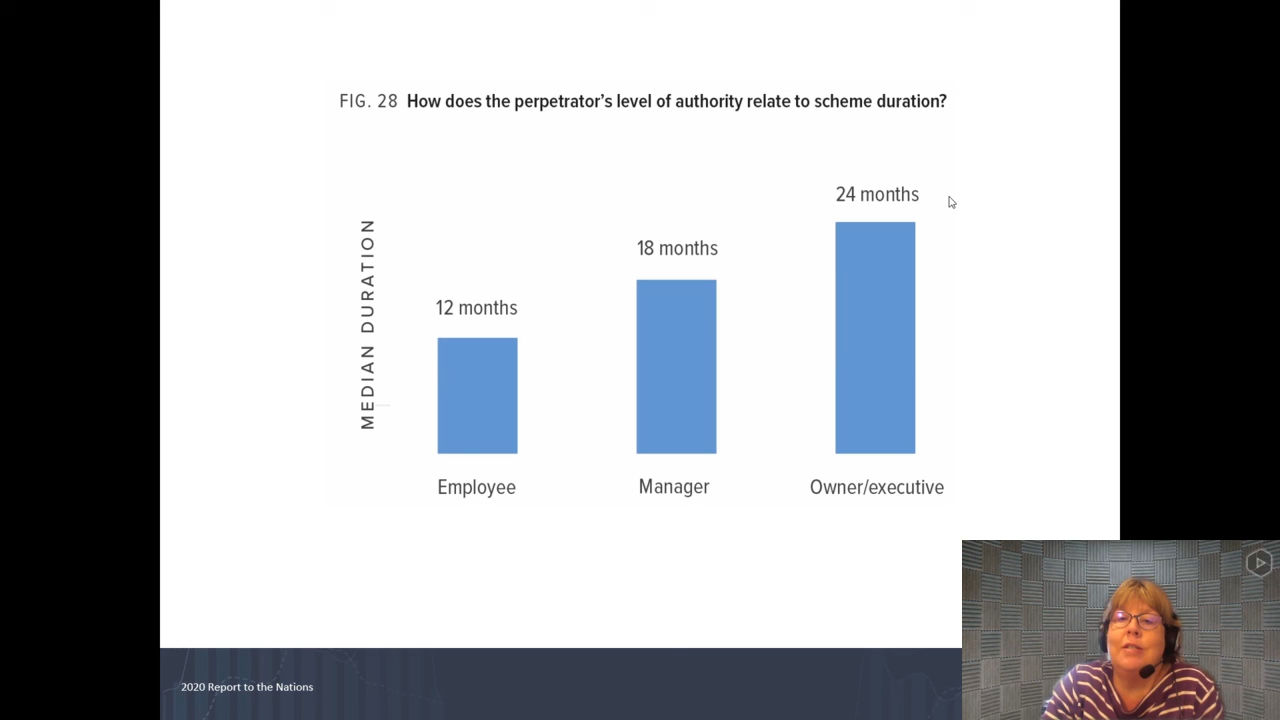 FIG. 28 How does the perpetrator's level of authority relate to scheme duration?
MEDIAN DURATION
12 months
18 months
24 months
Employee
Manager
Owner/executive
2020 Report to the Nations